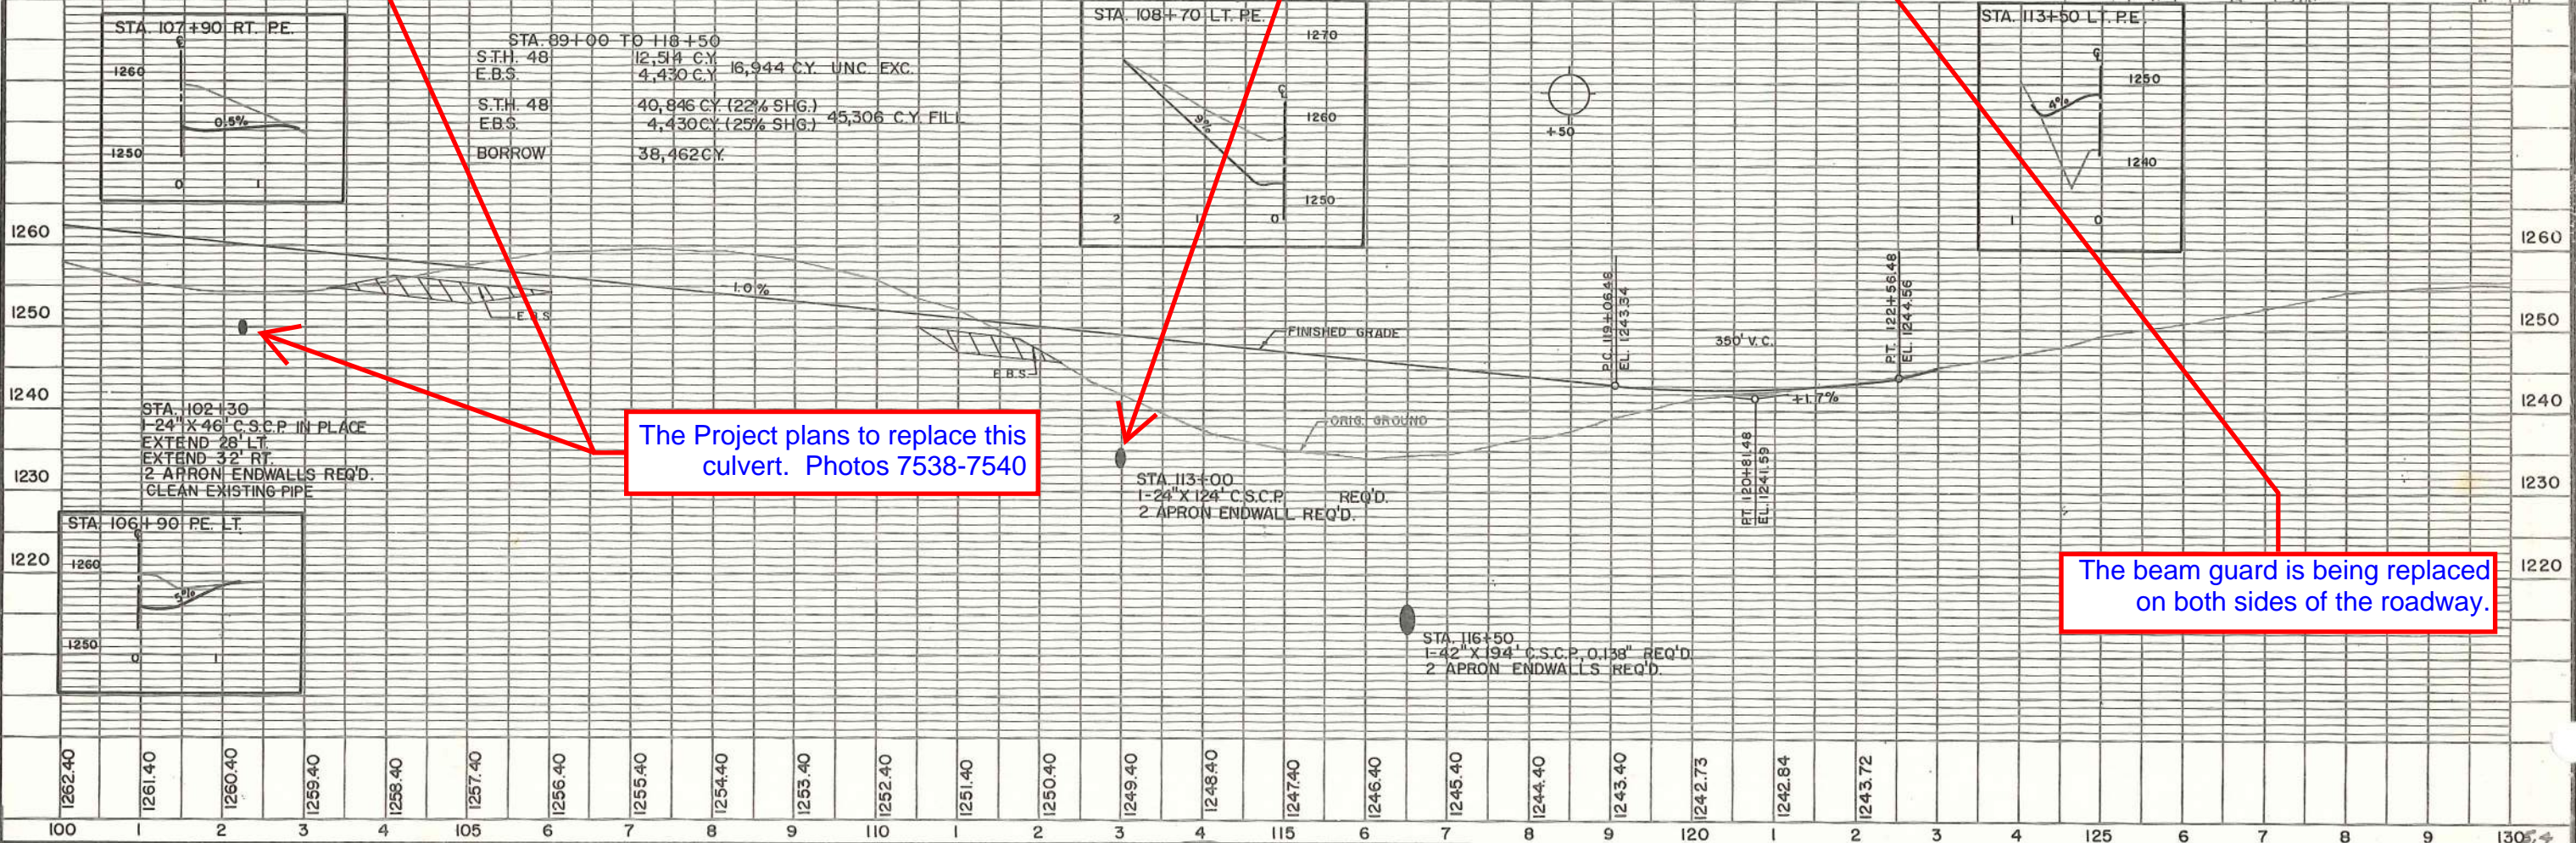 STA. 107+90 RT. P.E.
℄
1260
0.5%
1250
0 1
STA. 89+00 TO 118+50
S.T.H. 48 12,514 C.Y.
E.B.S. 4,430 C.Y. 16,944 C.Y. UNC. EXC.
S.T.H. 48 40,846 C.Y. (22% SHG.)
E.B.S. 4,430 C.Y. (25% SHG.) 45,306 C.Y. FILL
BORROW 38,462 C.Y.
STA. 108+70 LT. P.E.
1270
℄
9%
1260
1250
2 1 0
+50
STA. 113+50 LT. P.E.
℄
1250
4%
1240
1 0
1260
1250
1240
1230
1220
1260
1250
1240
1230
1220
E.B.S.
-1.0%
E.B.S.
FINISHED GRADE
ORIG. GROUND
P.C. 119+06.48
EL. 1243.34
350' V.C.
P.T. 122+56.48
EL. 1244.56
+1.7%
P.T. 120+81.48
EL. 1241.59
STA. 102+30
1-24" X 46' C.S.C.P. IN PLACE
EXTEND 28' LT.
EXTEND 32' RT.
2 APRON ENDWALLS REQ'D.
CLEAN EXISTING PIPE
The Project plans to replace this
culvert. Photos 7538-7540
STA. 113+00
1-24" X 124' C.S.C.P. REQ'D.
2 APRON ENDWALL REQ'D.
STA. 106+90 P.E. LT.
℄
1260
5%
1250
0 1
STA. 116+50
1-42" X 194' C.S.C.P., 0.138" REQ'D.
2 APRON ENDWALLS REQ'D.
The beam guard is being replaced
on both sides of the roadway.
1262.40 1261.40 1260.40 1259.40 1258.40 1257.40 1256.40 1255.40 1254.40 1253.40 1252.40 1251.40 1250.40 1249.40 1248.40 1247.40 1246.40 1245.40 1244.40 1243.40 1242.73 1242.84 1243.72
100 1 2 3 4 105 6 7 8 9 110 1 2 3 4 115 6 7 8 9 120 1 2 3 4 125 6 7 8 9 130